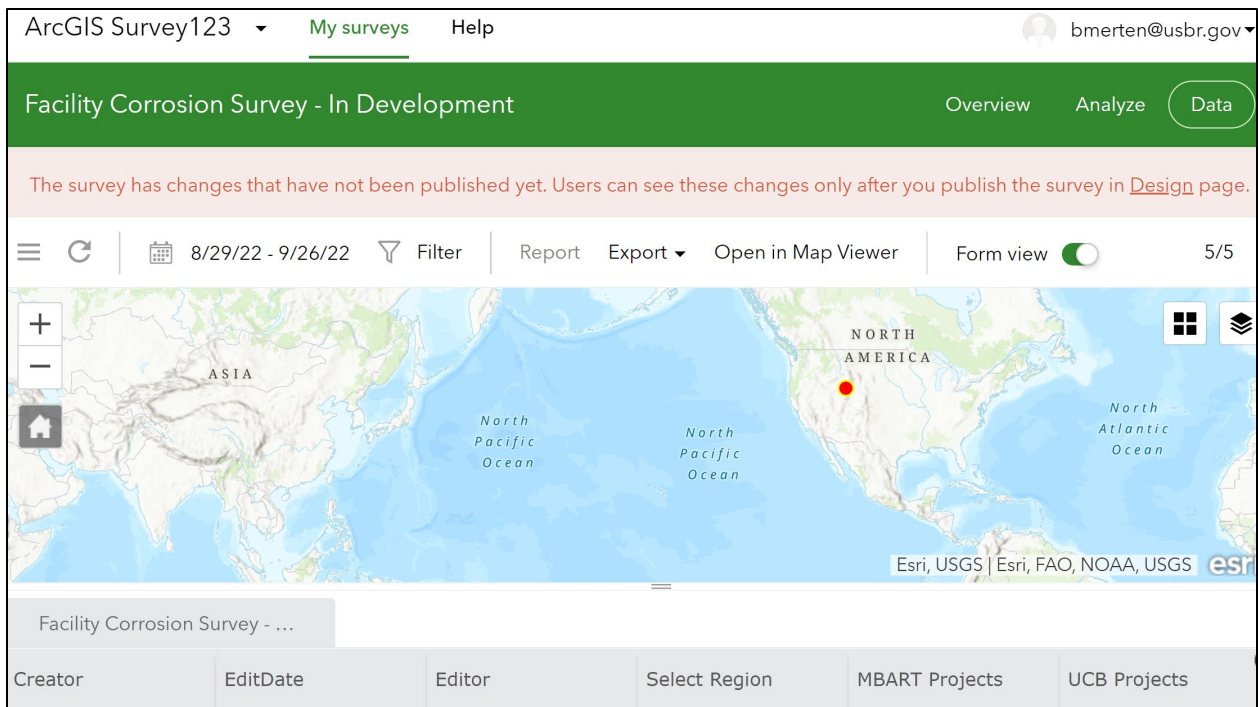 ArcGIS Survey123 My surveys Help bmerten@usbr.gov
Facility Corrosion Survey - In Development Overview Analyze Data
The survey has changes that have not been published yet. Users can see these changes only after you publish the survey in Design page.
8/29/22 - 9/26/22 Filter Report Export Open in Map Viewer Form view 5/5
NORTH
AMERICA
ASIA
North
Pacific
Ocean
North
Pacific
Ocean
North
Atlantic
Ocean
Esri, USGS | Esri, FAO, NOAA, USGS esri
Facility Corrosion Survey - ...
Creator EditDate Editor Select Region MBART Projects UCB Projects